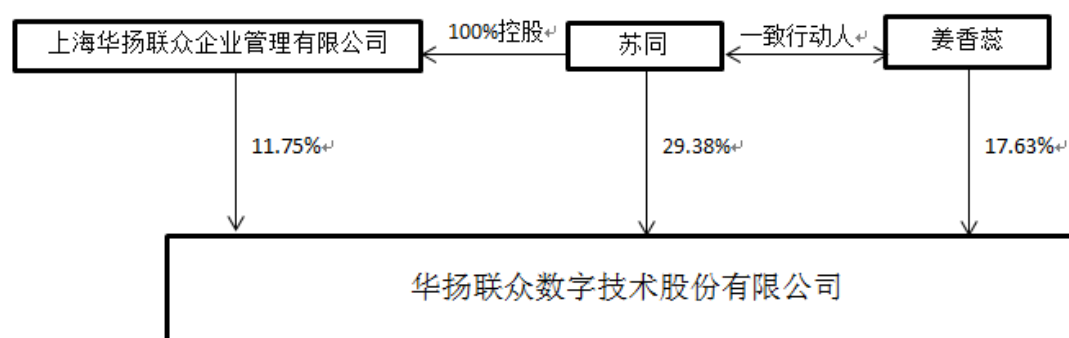 上海华扬联众企业管理有限公司
100%控股
苏同
一致行动人
姜香蕊
11.75%
29.38%
17.63%
华扬联众数字技术股份有限公司